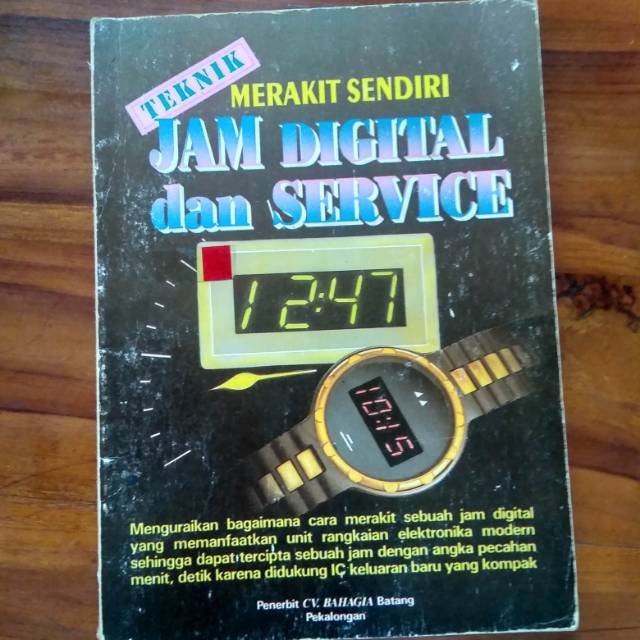 TEKNIK
MERAKIT SENDIRI
JAM DIGITAL
dan SERVICE
12:47
10:15
Menguraikan bagaimana cara merakit sebuah jam digital
yang memanfaatkan unit rangkaian elektronika modern
sehingga dapat tercipta sebuah jam dengan angka pecahan
menit, detik karena didukung IC keluaran baru yang kompak
Penerbit CV. BAHAGIA Batang
Pekalongan